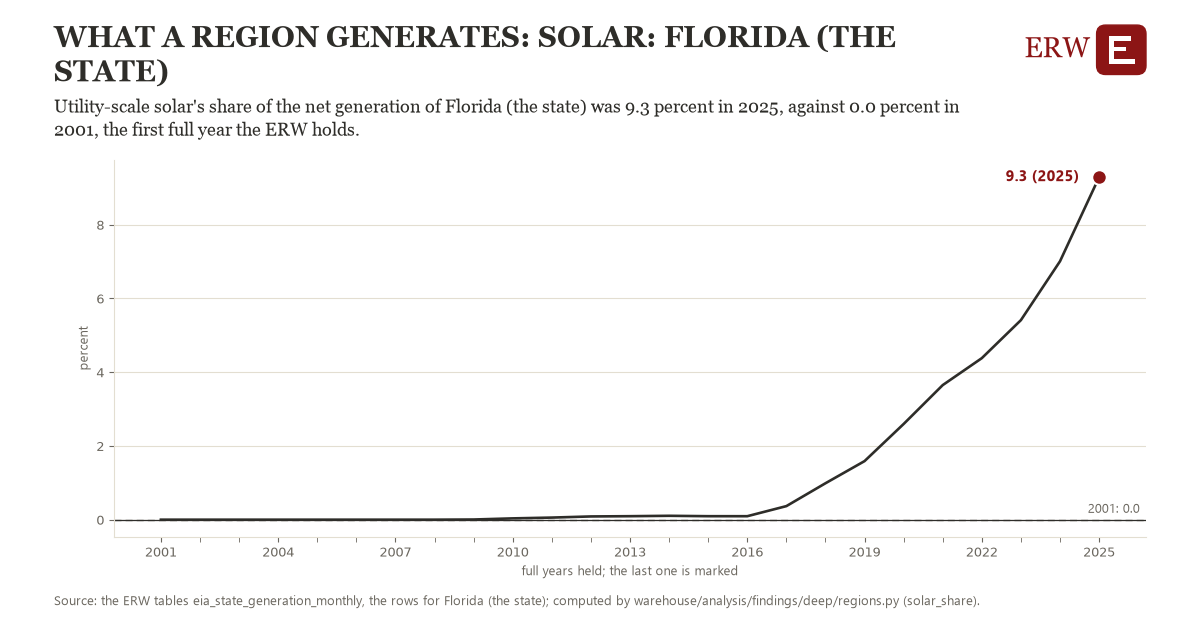 WHAT A REGION GENERATES: SOLAR: FLORIDA (THE
STATE)
ERW E
Utility-scale solar's share of the net generation of Florida (the state) was 9.3 percent in 2025, against 0.0 percent in
2001, the first full year the ERW holds.
9.3 (2025)
8
6
4
2
0
percent
2001: 0.0
2001 2004 2007 2010 2013 2016 2019 2022 2025
full years held; the last one is marked
Source: the ERW tables eia_state_generation_monthly, the rows for Florida (the state); computed by warehouse/analysis/findings/deep/regions.py (solar_share).